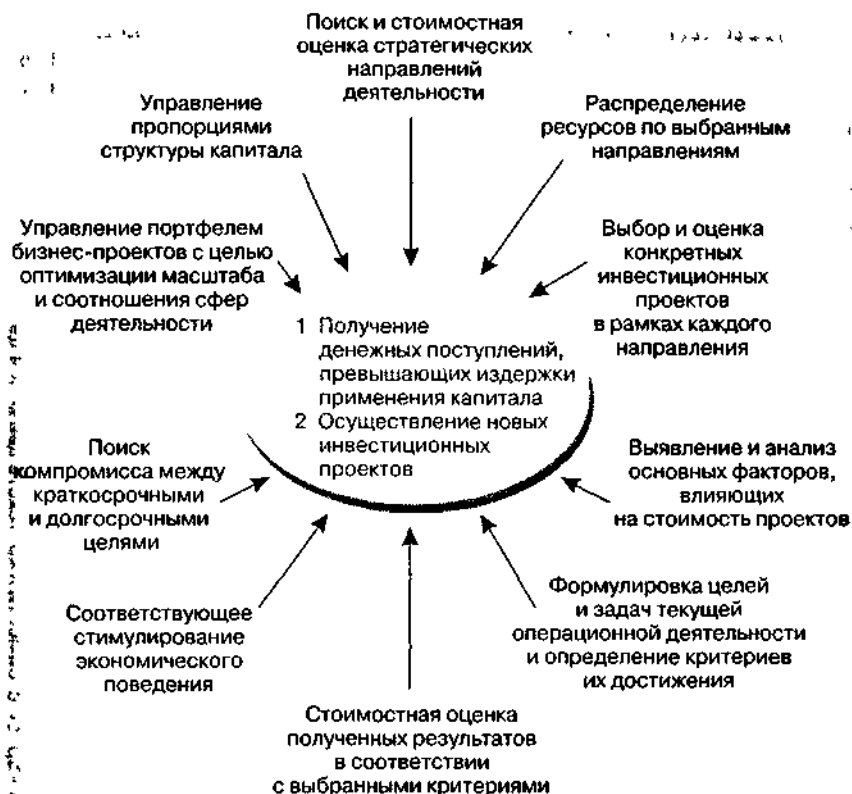 Поиск и стоимостная
оценка стратегических
направлений
деятельности
Управление
пропорциями
структуры капитала
Распределение
ресурсов по выбранным
направлениям
Управление портфелем
бизнес-проектов с целью
оптимизации масштаба
и соотношения сфер
деятельности
Выбор и оценка
конкретных
инвестиционных
проектов
в рамках каждого
направления
1 Получение
денежных поступлений,
превышающих издержки
применения капитала
2 Осуществление новых
инвестиционных
проектов
Поиск
компромисса между
краткосрочными
и долгосрочными
целями
Выявление и анализ
основных факторов,
влияющих
на стоимость проектов
Соответствующее
стимулирование
экономического
поведения
Формулировка целей
и задач текущей
операционной деятельности
и определение критериев
их достижения
Стоимостная оценка
полученных результатов
в соответствии
с выбранными критериями